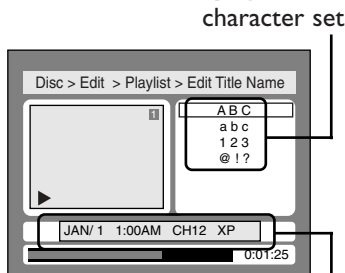 character set
Disc > Edit > Playlist > Edit Title Name
1
A B C
a b c
1 2 3
@ ! ?
JAN/ 1 1:00AM CH12 XP
0:01:25